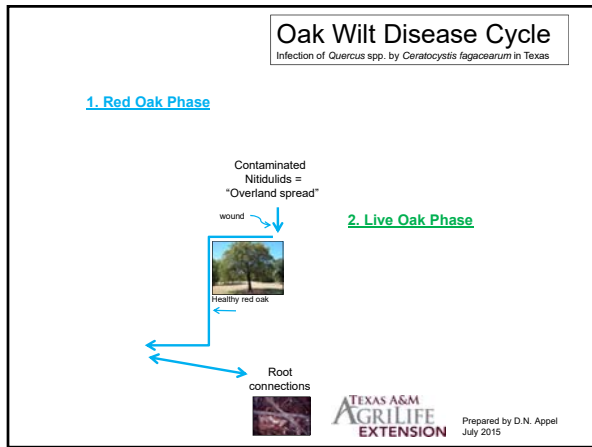 Oak Wilt Disease Cycle
Infection of Quercus spp. by Ceratocystis fagacearum in Texas
1. Red Oak Phase
Contaminated
Nitidulids =
“Overland spread”
wound
2. Live Oak Phase
Healthy red oak
Root
connections
TEXAS A&M
AGRILIFE
EXTENSION
Prepared by D.N. Appel
July 2015